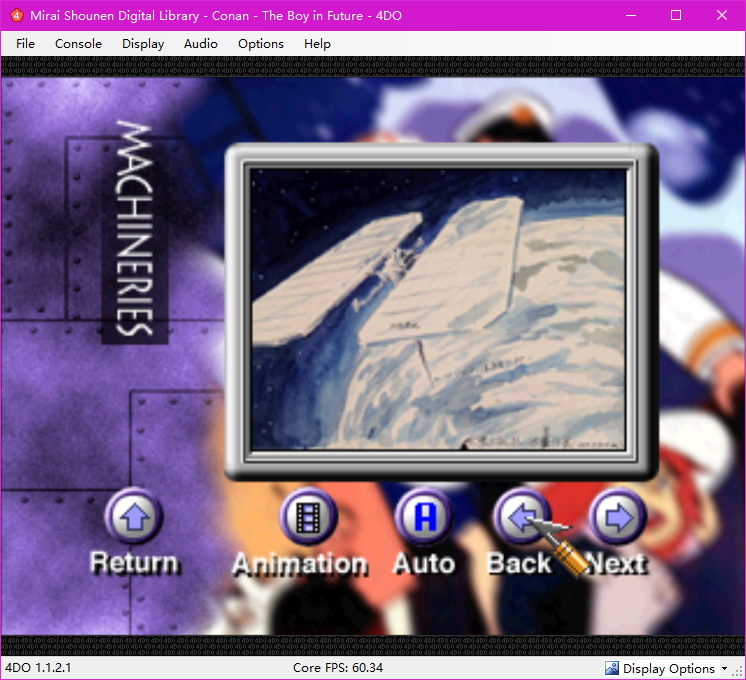 Mirai Shounen Digital Library - Conan - The Boy in Future - 4DO
File Console Display Audio Options Help
MACHINERIES
A
Return Animation Auto Back Next
4DO 1.1.2.1 Core FPS: 60.34 Display Options